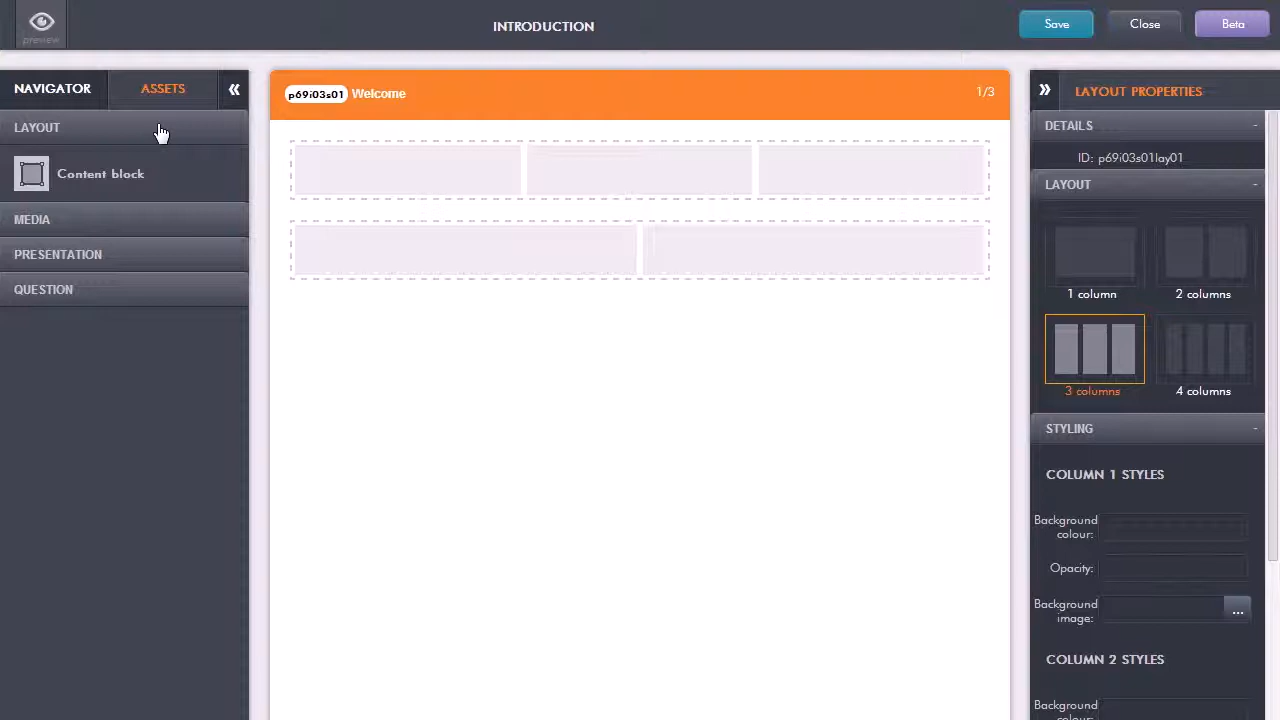 preview
INTRODUCTION
Save
Close
Beta
NAVIGATOR
ASSETS
«
LAYOUT
Content block
MEDIA
PRESENTATION
QUESTION
p69i03s01 Welcome
1/3
»
LAYOUT PROPERTIES
DETAILS
-
ID: p69i03s01lay01
LAYOUT
-
1 column
2 columns
3 columns
4 columns
STYLING
-
COLUMN 1 STYLES
Background
colour:
Opacity:
Background
image:
...
COLUMN 2 STYLES
Background
colour: